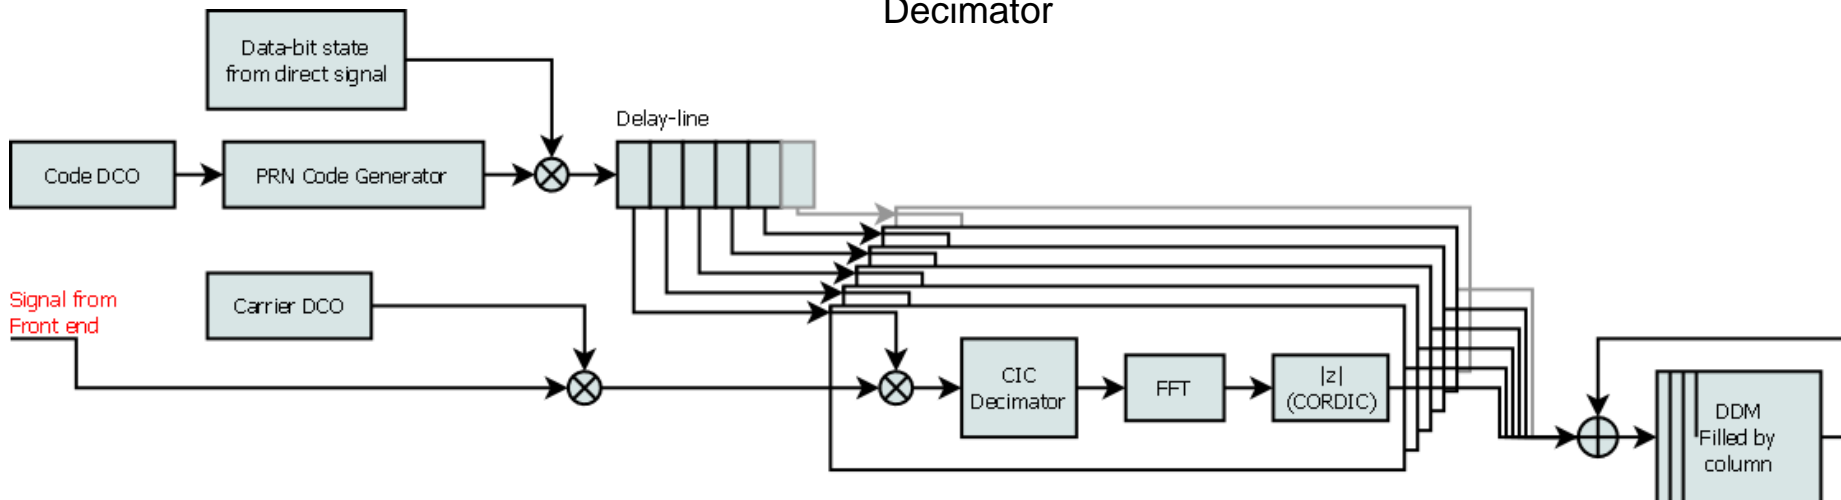 Decimator
Data-bit state
from direct signal
Delay-line
Code DCO
PRN Code Generator
Signal from
Front end
Carrier DCO
CIC
Decimator
FFT
|z|
(CORDIC)
DDM
Filled by
column